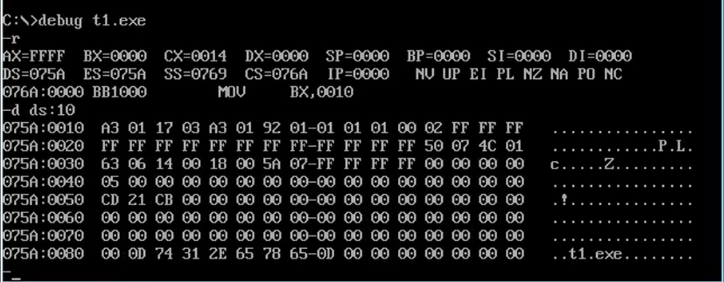 C:\>debug t1.exe
-r
AX=FFFF  BX=0000  CX=0014  DX=0000  SP=0000  BP=0000  SI=0000  DI=0000
DS=075A  ES=075A  SS=0769  CS=076A  IP=0000   NV UP EI PL NZ NA PO NC
076A:0000 BB1000        MOV     BX,0010
-d ds:10
075A:0010  A3 01 17 03 A3 01 92 01-01 01 01 00 02 FF FF FF   ................
075A:0020  FF FF FF FF FF FF FF FF-FF FF FF FF 50 07 4C 01   ............P.L.
075A:0030  63 06 14 00 18 00 5A 07-FF FF FF FF 00 00 00 00   c.....Z.........
075A:0040  05 00 00 00 00 00 00 00-00 00 00 00 00 00 00 00   ................
075A:0050  CD 21 CB 00 00 00 00 00-00 00 00 00 00 00 00 00   .!..............
075A:0060  00 00 00 00 00 00 00 00-00 00 00 00 00 00 00 00   ................
075A:0070  00 00 00 00 00 00 00 00-00 00 00 00 00 00 00 00   ................
075A:0080  00 0D 74 31 2E 65 78 65-0D 00 00 00 00 00 00 00   ..t1.exe........
-_